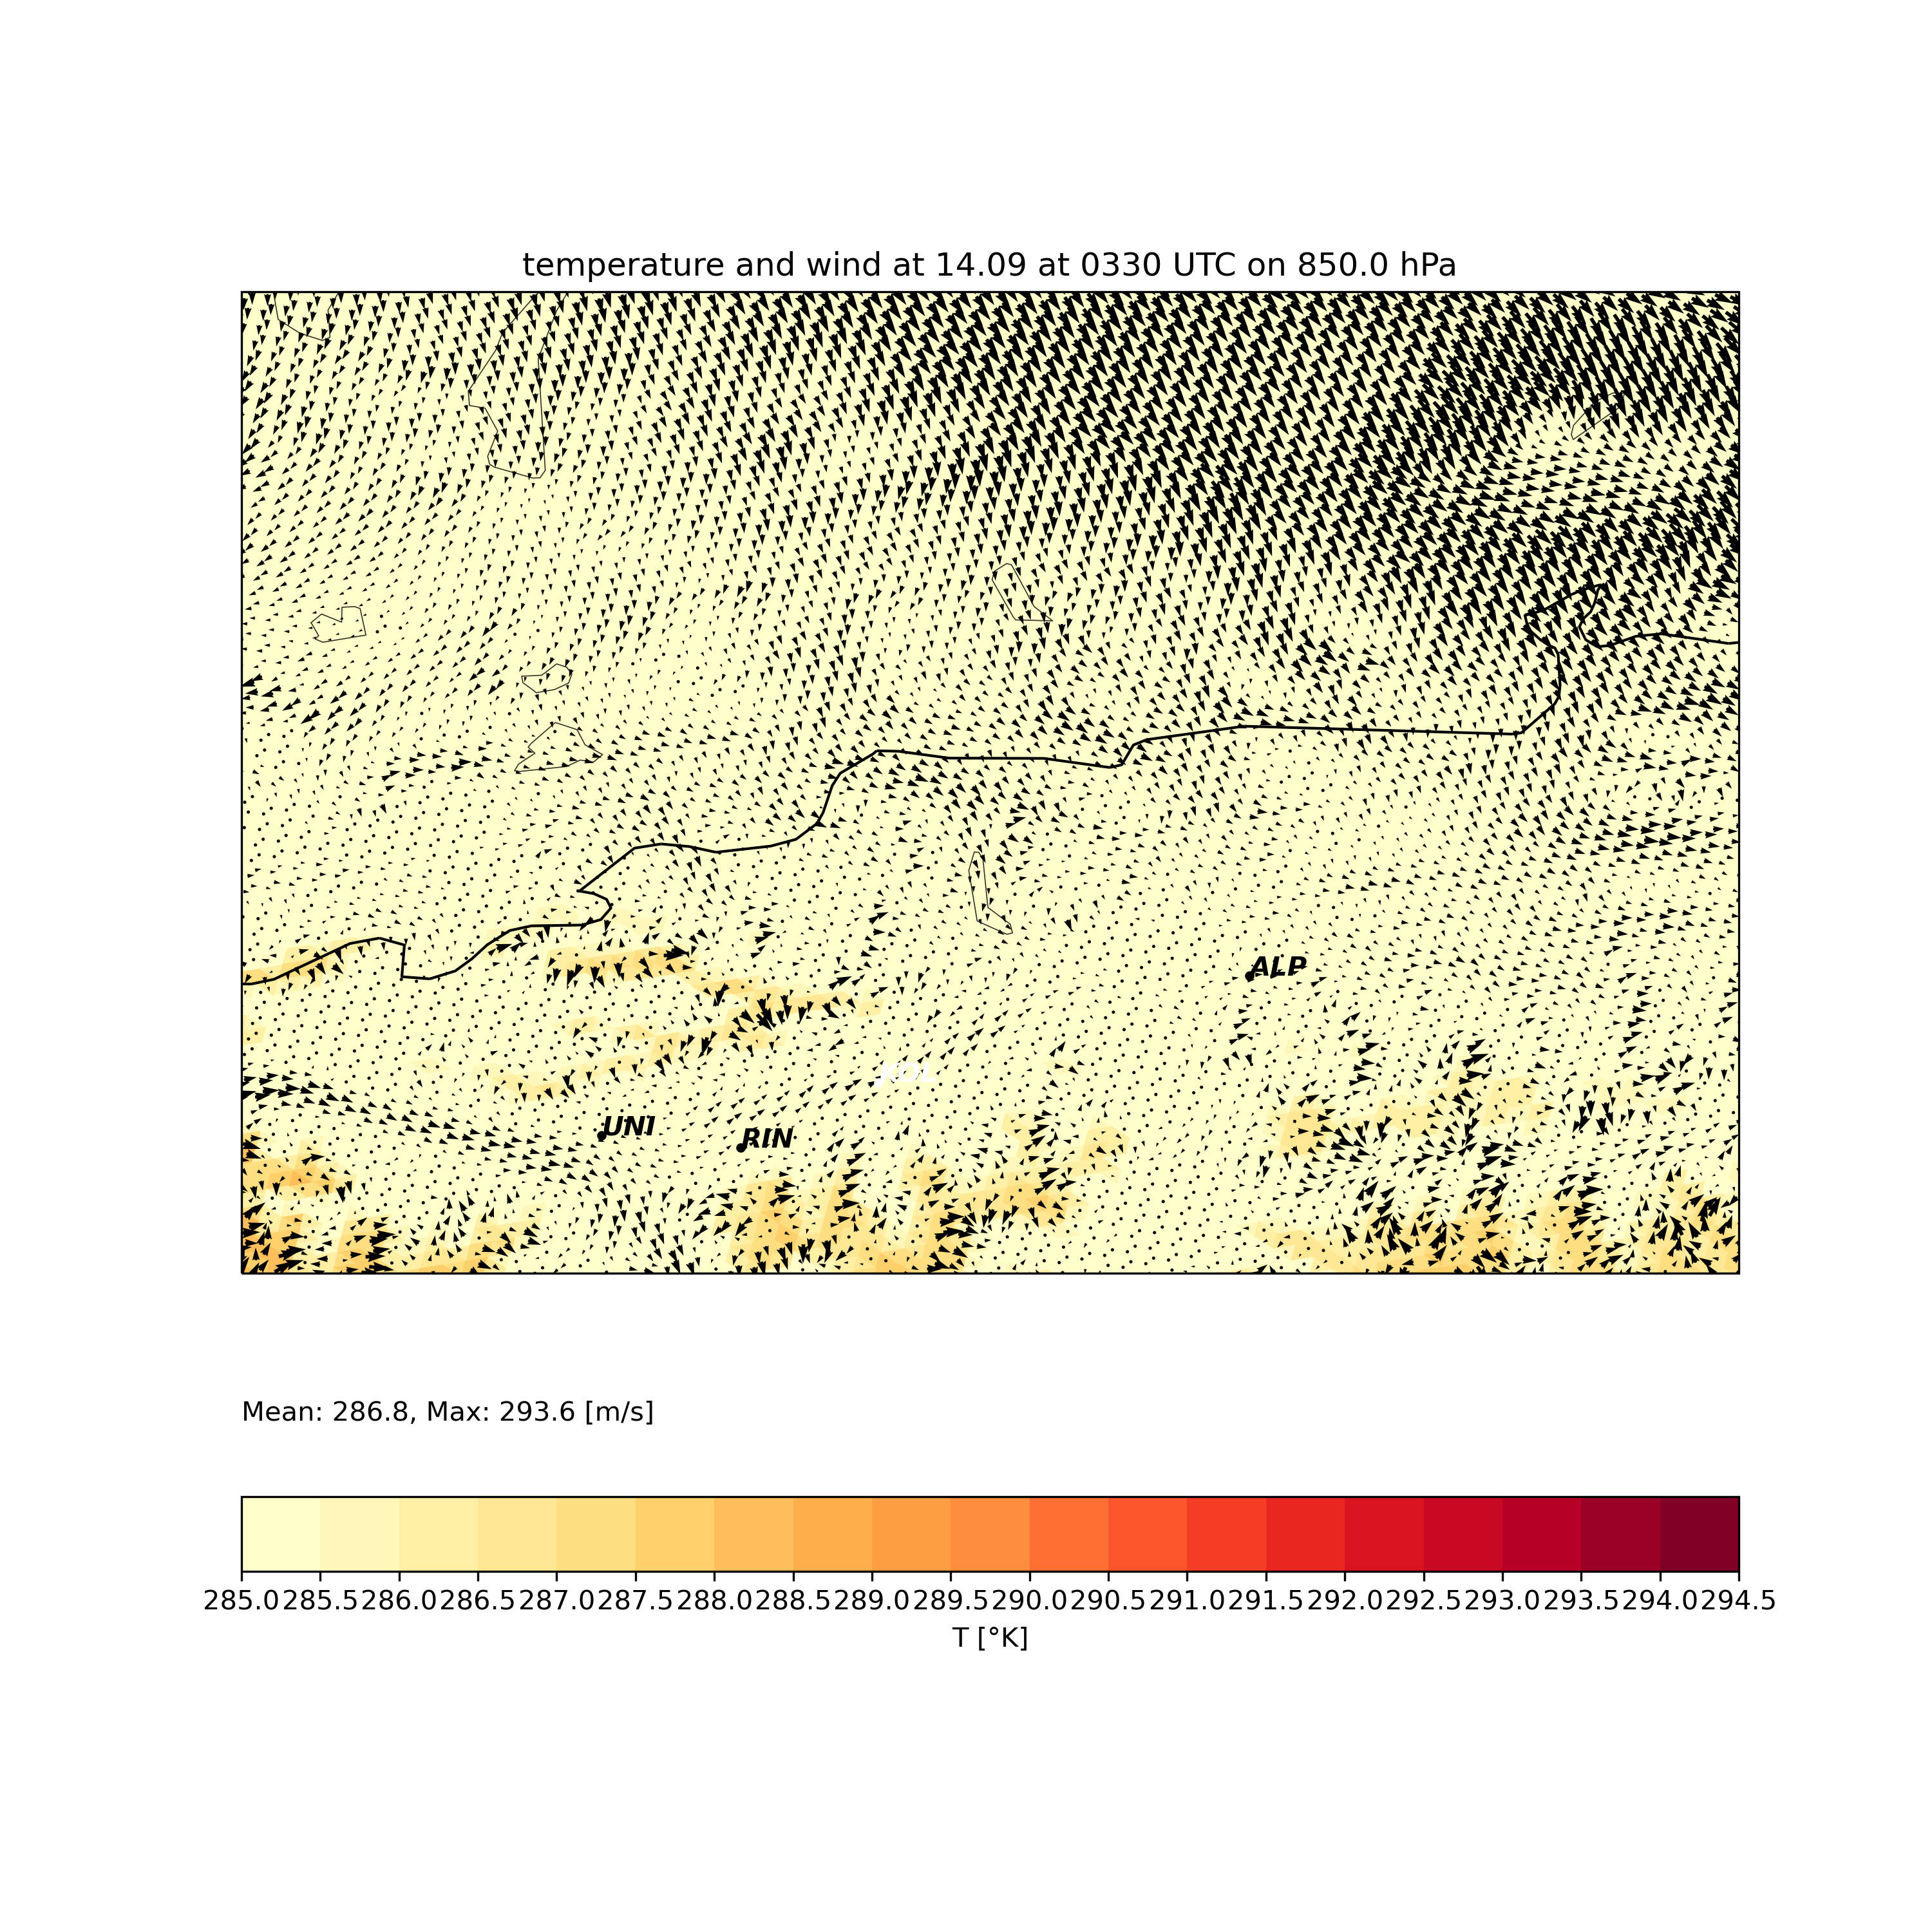 temperature and wind at 14.09 at 0330 UTC on 850.0 hPa
ALP
UNI
RIN
Mean: 286.8, Max: 293.6 [m/s]
285.0 285.5 286.0 286.5 287.0 287.5 288.0 288.5 289.0 289.5 290.0 290.5 291.0 291.5 292.0 292.5 293.0 293.5 294.0 294.5
T [°K]